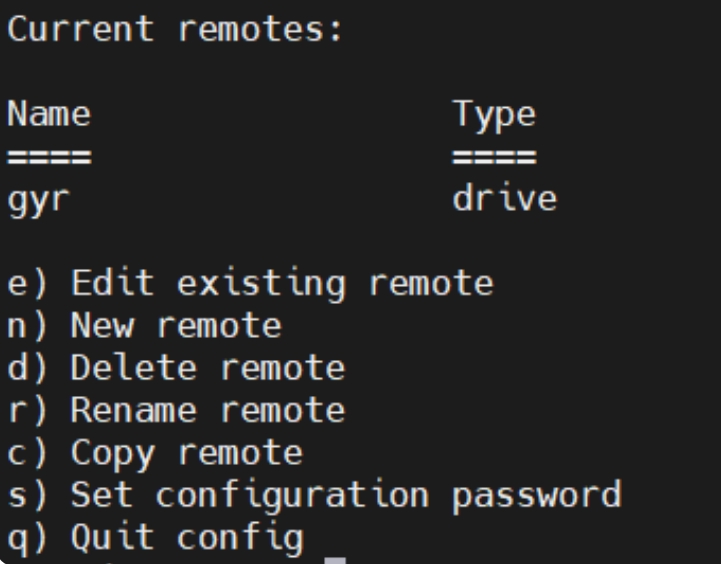 Current remotes:
Name                 Type
====                 ====
gyr                  drive
e) Edit existing remote
n) New remote
d) Delete remote
r) Rename remote
c) Copy remote
s) Set configuration password
q) Quit config